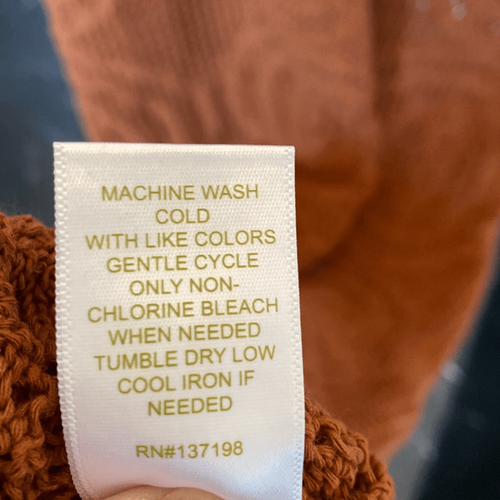 MACHINE WASH
COLD
WITH LIKE COLORS
GENTLE CYCLE
ONLY NON-
CHLORINE BLEACH
WHEN NEEDED
TUMBLE DRY LOW
COOL IRON IF
NEEDED
RN#137198